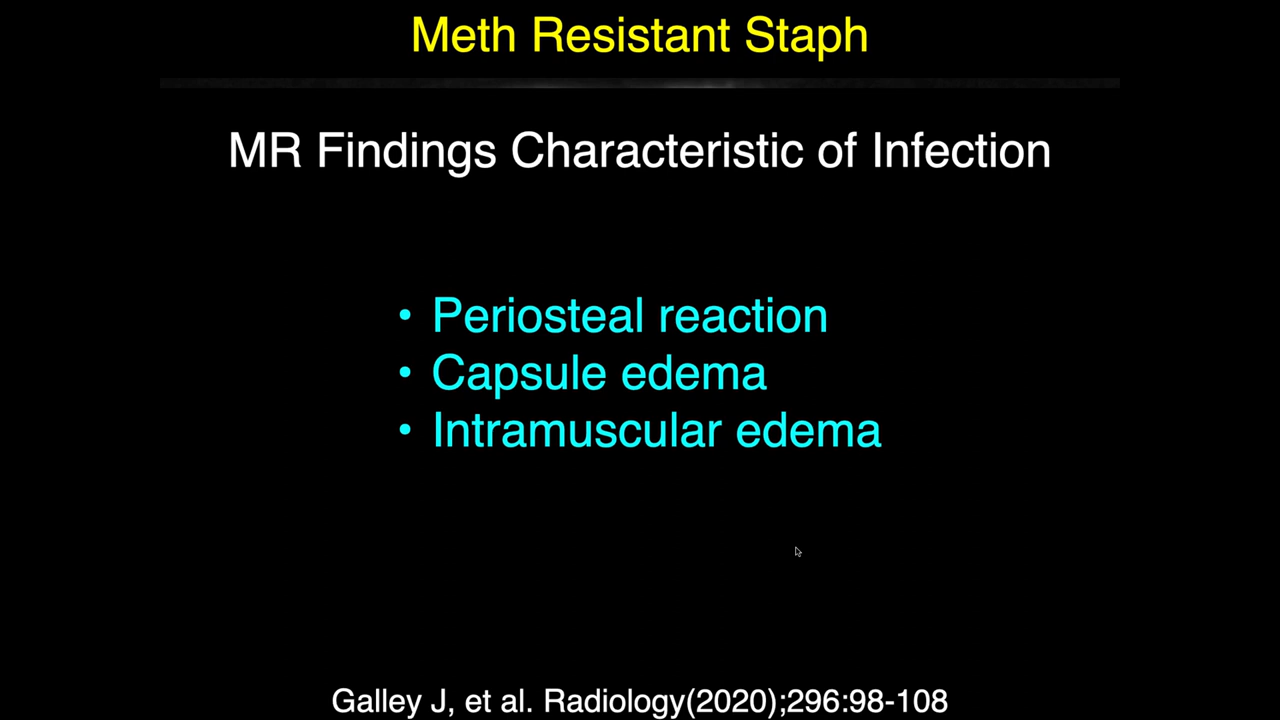 Meth Resistant Staph
MR Findings Characteristic of Infection
• Periosteal reaction
• Capsule edema
• Intramuscular edema
Galley J, et al. Radiology(2020);296:98-108